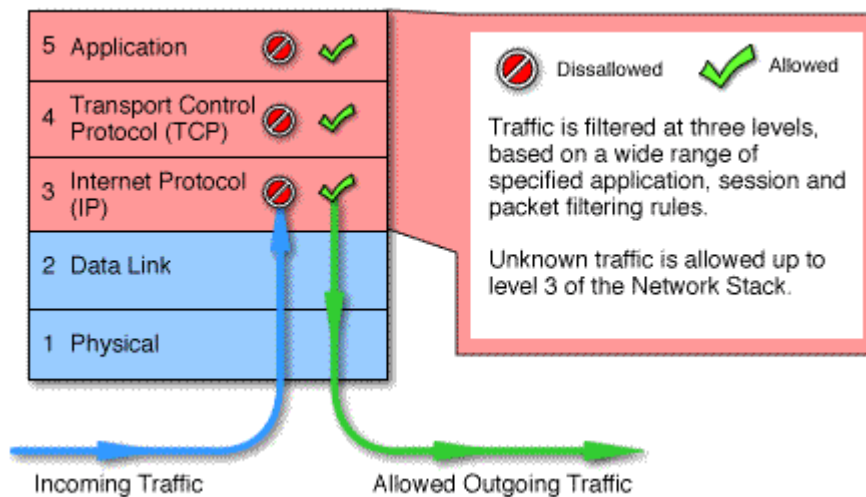 5 Application
4 Transport Control
Protocol (TCP)
3 Internet Protocol
(IP)
2 Data Link
1 Physical
Incoming Traffic
Allowed Outgoing Traffic
Dissallowed
Allowed
Traffic is filtered at three levels,
based on a wide range of
specified application, session and
packet filtering rules.
Unknown traffic is allowed up to
level 3 of the Network Stack.